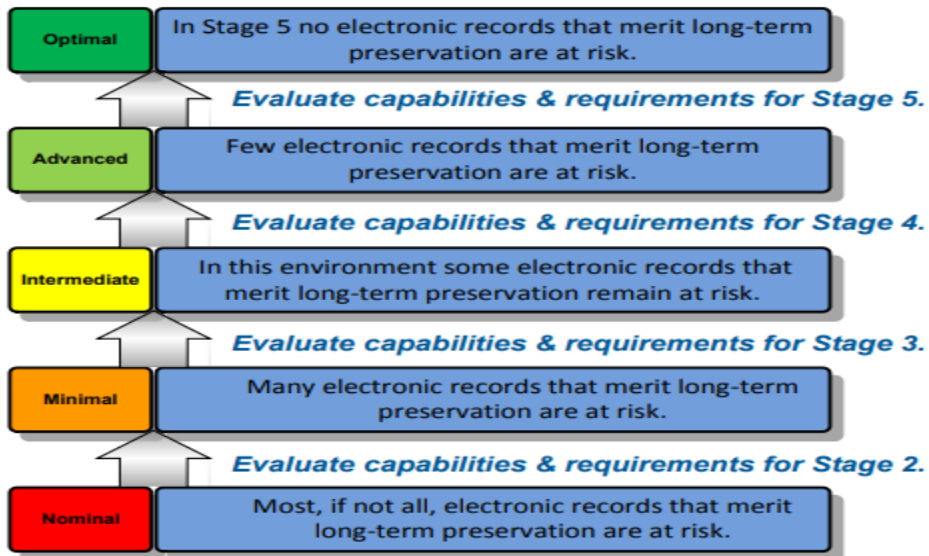 Optimal
In Stage 5 no electronic records that merit long-term
preservation are at risk.
Evaluate capabilities & requirements for Stage 5.
Advanced
Few electronic records that merit long-term
preservation are at risk.
Evaluate capabilities & requirements for Stage 4.
Intermediate
In this environment some electronic records that
merit long-term preservation remain at risk.
Evaluate capabilities & requirements for Stage 3.
Minimal
Many electronic records that merit long-term
preservation are at risk.
Evaluate capabilities & requirements for Stage 2.
Nominal
Most, if not all, electronic records that merit
long-term preservation are at risk.